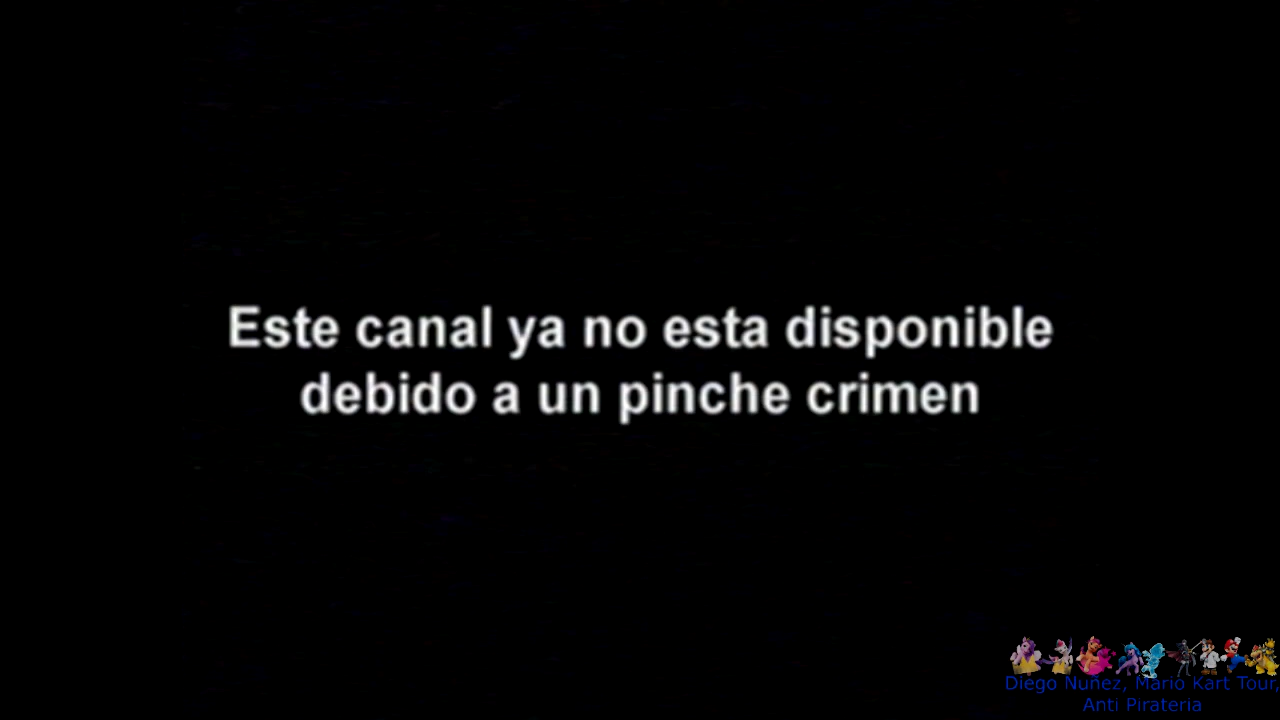 Este canal ya no esta disponible
debido a un pinche crimen
Diego Nuñez, Mario Kart Tour,
Anti Pirateria